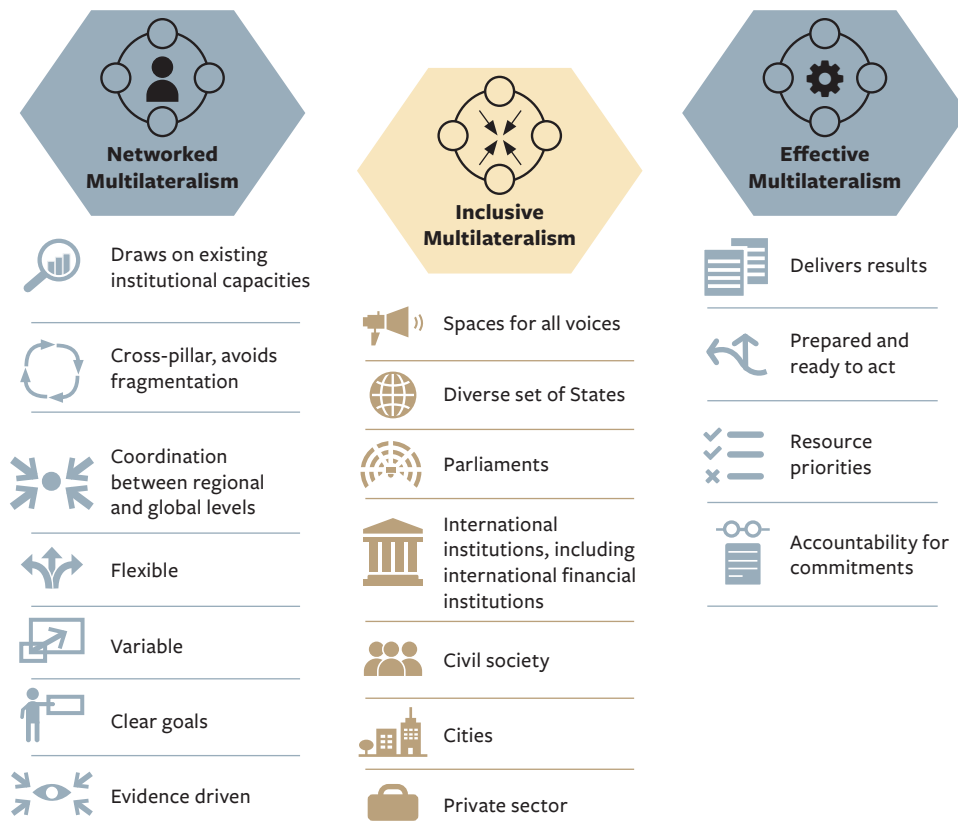 Networked
Multilateralism
Draws on existing
institutional capacities
Cross-pillar, avoids
fragmentation
Coordination
between regional
and global levels
Flexible
Variable
Clear goals
Evidence driven
Inclusive
Multilateralism
Spaces for all voices
Diverse set of States
Parliaments
International
institutions, including
international financial
institutions
Civil society
Cities
Private sector
Effective
Multilateralism
Delivers results
Prepared and
ready to act
Resource
priorities
Accountability for
commitments